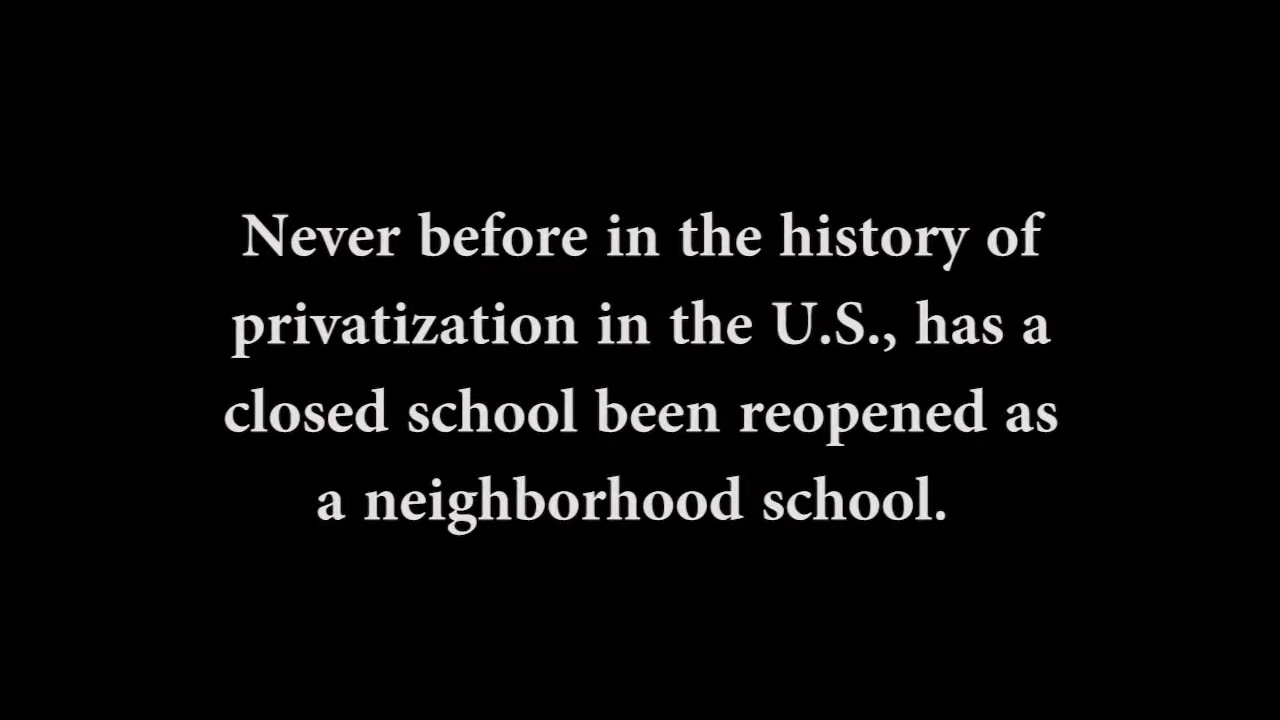 Never before in the history of
privatization in the U.S., has a
closed school been reopened as
a neighborhood school.